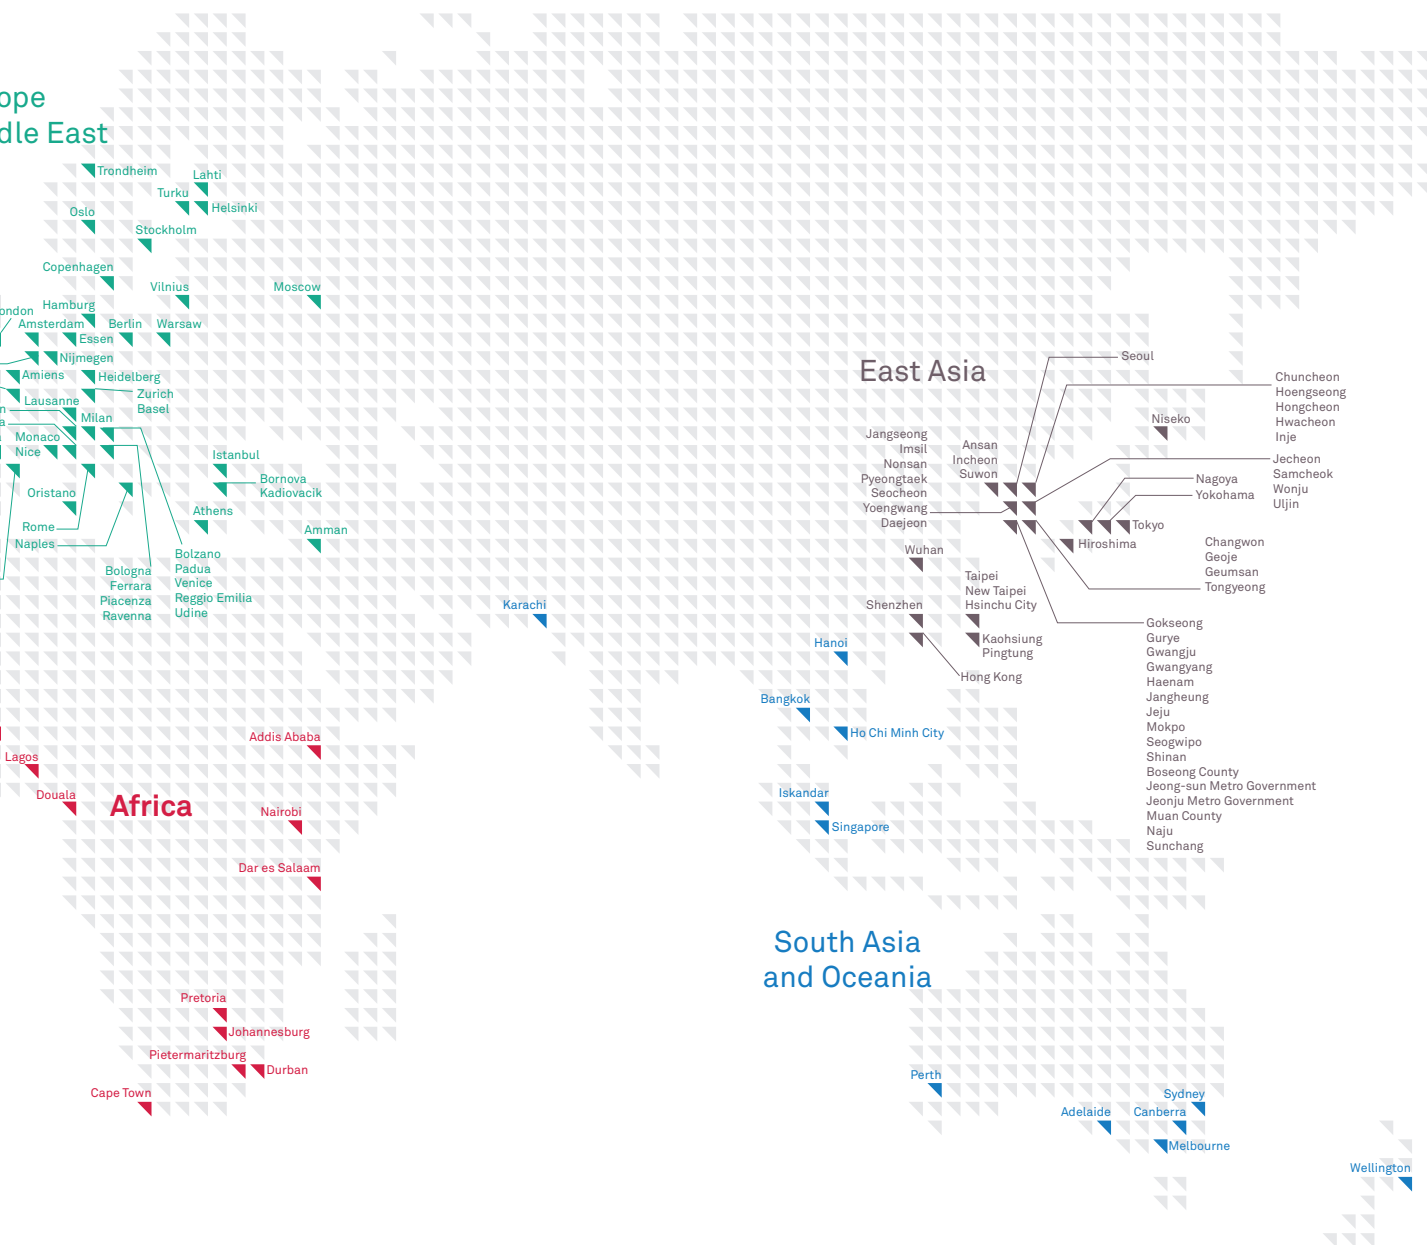 ope
dle East
Trondheim
Lahti
Turku
Helsinki
Oslo
Stockholm
Copenhagen
Vilnius
Moscow
Hamburg
ondon
Amsterdam
Berlin
Warsaw
Essen
Nijmegen
Amiens
Heidelberg
Lausanne
Zurich
Basel
n
Milan
a
Monaco
Nice
Istanbul
Bornova
Kadiovacik
Oristano
Athens
Rome
Naples
Amman
Bologna
Ferrara
Piacenza
Ravenna
Bolzano
Padua
Venice
Reggio Emilia
Udine
East Asia
Seoul
Chuncheon
Hoengseong
Hongcheon
Hwacheon
Inje
Niseko
Jangseong
Imsil
Nonsan
Pyeongtaek
Seocheon
Yoengwang
Daejeon
Ansan
Incheon
Suwon
Jecheon
Samcheok
Wonju
Uljin
Nagoya
Yokohama
Tokyo
Hiroshima
Changwon
Geoje
Geumsan
Tongyeong
Wuhan
Taipei
New Taipei
Hsinchu City
Shenzhen
Kaohsiung
Pingtung
Hong Kong
Gokseong
Gurye
Gwangju
Gwangyang
Haenam
Jangheung
Jeju
Mokpo
Seogwipo
Shinan
Boseong County
Jeong-sun Metro Government
Jeonju Metro Government
Muan County
Naju
Sunchang
Karachi
Hanoi
Bangkok
Ho Chi Minh City
Iskandar
Singapore
Addis Ababa
Lagos
Douala
Africa
Nairobi
Dar es Salaam
South Asia
and Oceania
Pretoria
Johannesburg
Pietermaritzburg
Durban
Cape Town
Perth
Sydney
Adelaide
Canberra
Melbourne
Wellington